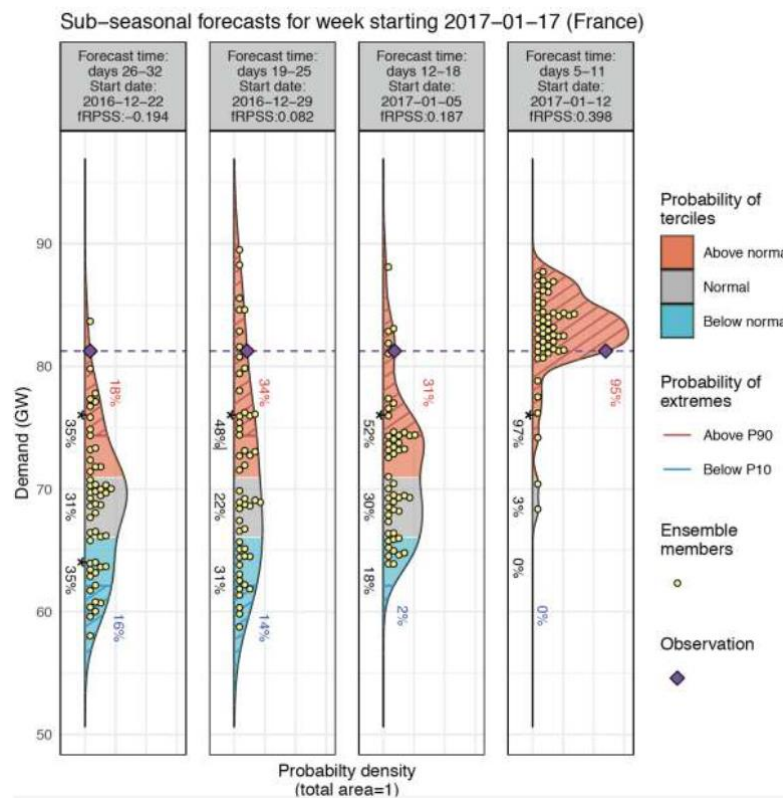 Sub-seasonal forecasts for week starting 2017-01-17 (France)
Forecast time:
days 26-32
Start date:
2016-12-22
fRPSS:-0.194
Forecast time:
days 19-25
Start date:
2016-12-29
fRPSS:0.082
Forecast time:
days 12-18
Start date:
2017-01-05
fRPSS:0.187
Forecast time:
days 5-11
Start date:
2017-01-12
fRPSS:0.398
Demand (GW)
90
80
70
60
50
18%
*
35%
31%
*
35%
16%
34%
*
48%
22%
31%
14%
31%
*
52%
30%
18%
2%
95%
*
97%
3%
0%
0%
Probabilty density
(total area=1)
Probability of
terciles
Above norma
Normal
Below norma
Probability of
extremes
Above P90
Below P10
Ensemble
members
Observation